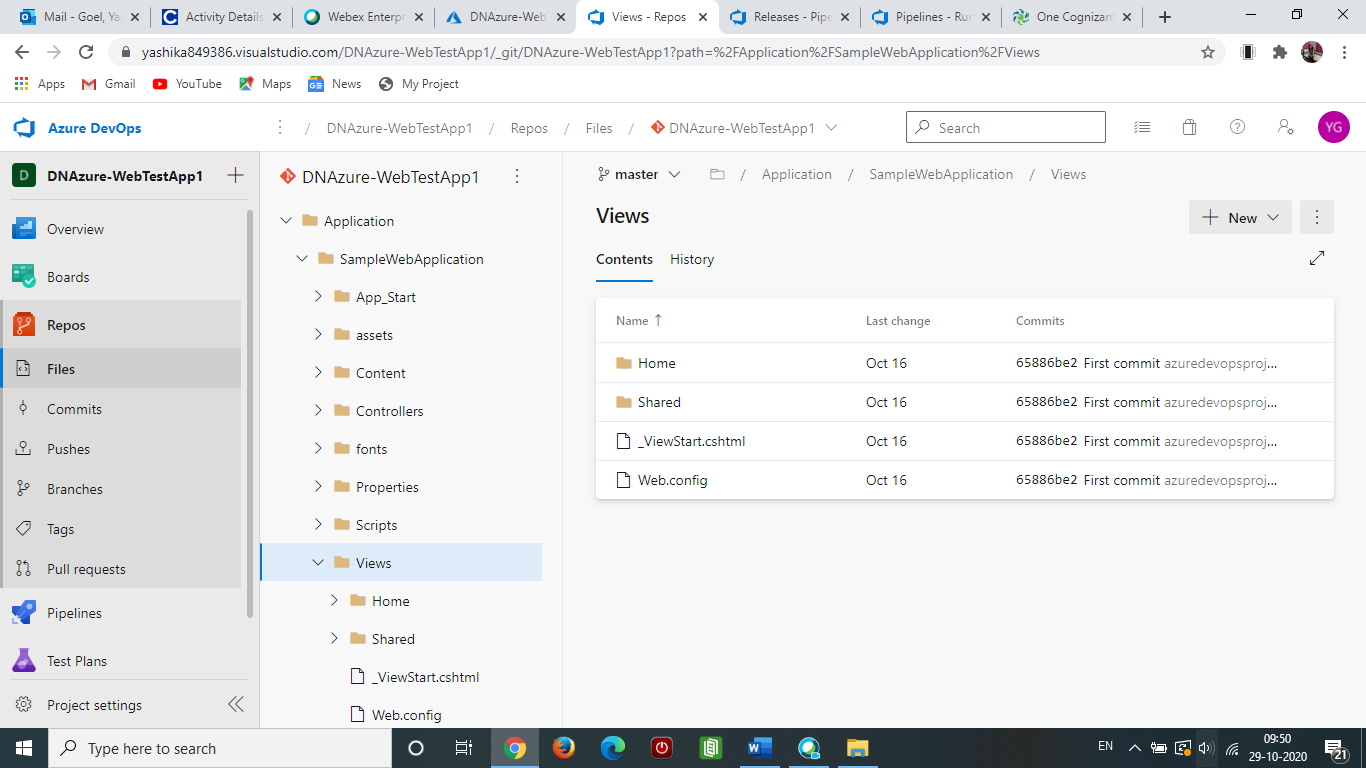 Mail - Goel, Ya
Activity Details
Webex Enterpr
DNAzure-Web
Views - Repos
Releases - Pipe
Pipelines - Run
One Cognizan
yashika849386.visualstudio.com/DNAzure-WebTestApp1/_git/DNAzure-WebTestApp1?path=%2FApplication%2FSampleWebApplication%2FViews
Apps
Gmail
YouTube
Maps
News
My Project
Azure DevOps
/ DNAzure-WebTestApp1 / Repos / Files / DNAzure-WebTestApp1
Search
YG
D DNAzure-WebTestApp1
Overview
Boards
Repos
Files
Commits
Pushes
Branches
Tags
Pull requests
Pipelines
Test Plans
Project settings
DNAzure-WebTestApp1
Application
SampleWebApplication
App_Start
assets
Content
Controllers
fonts
Properties
Scripts
Views
Home
Shared
_ViewStart.cshtml
Web.config
master / Application / SampleWebApplication / Views
Views
New
Contents History
Name Last change Commits
Home Oct 16 65886be2 First commit azuredevopsproj...
Shared Oct 16 65886be2 First commit azuredevopsproj...
_ViewStart.cshtml Oct 16 65886be2 First commit azuredevopsproj...
Web.config Oct 16 65886be2 First commit azuredevopsproj...
Type here to search
EN
09:50
29-10-2020
21